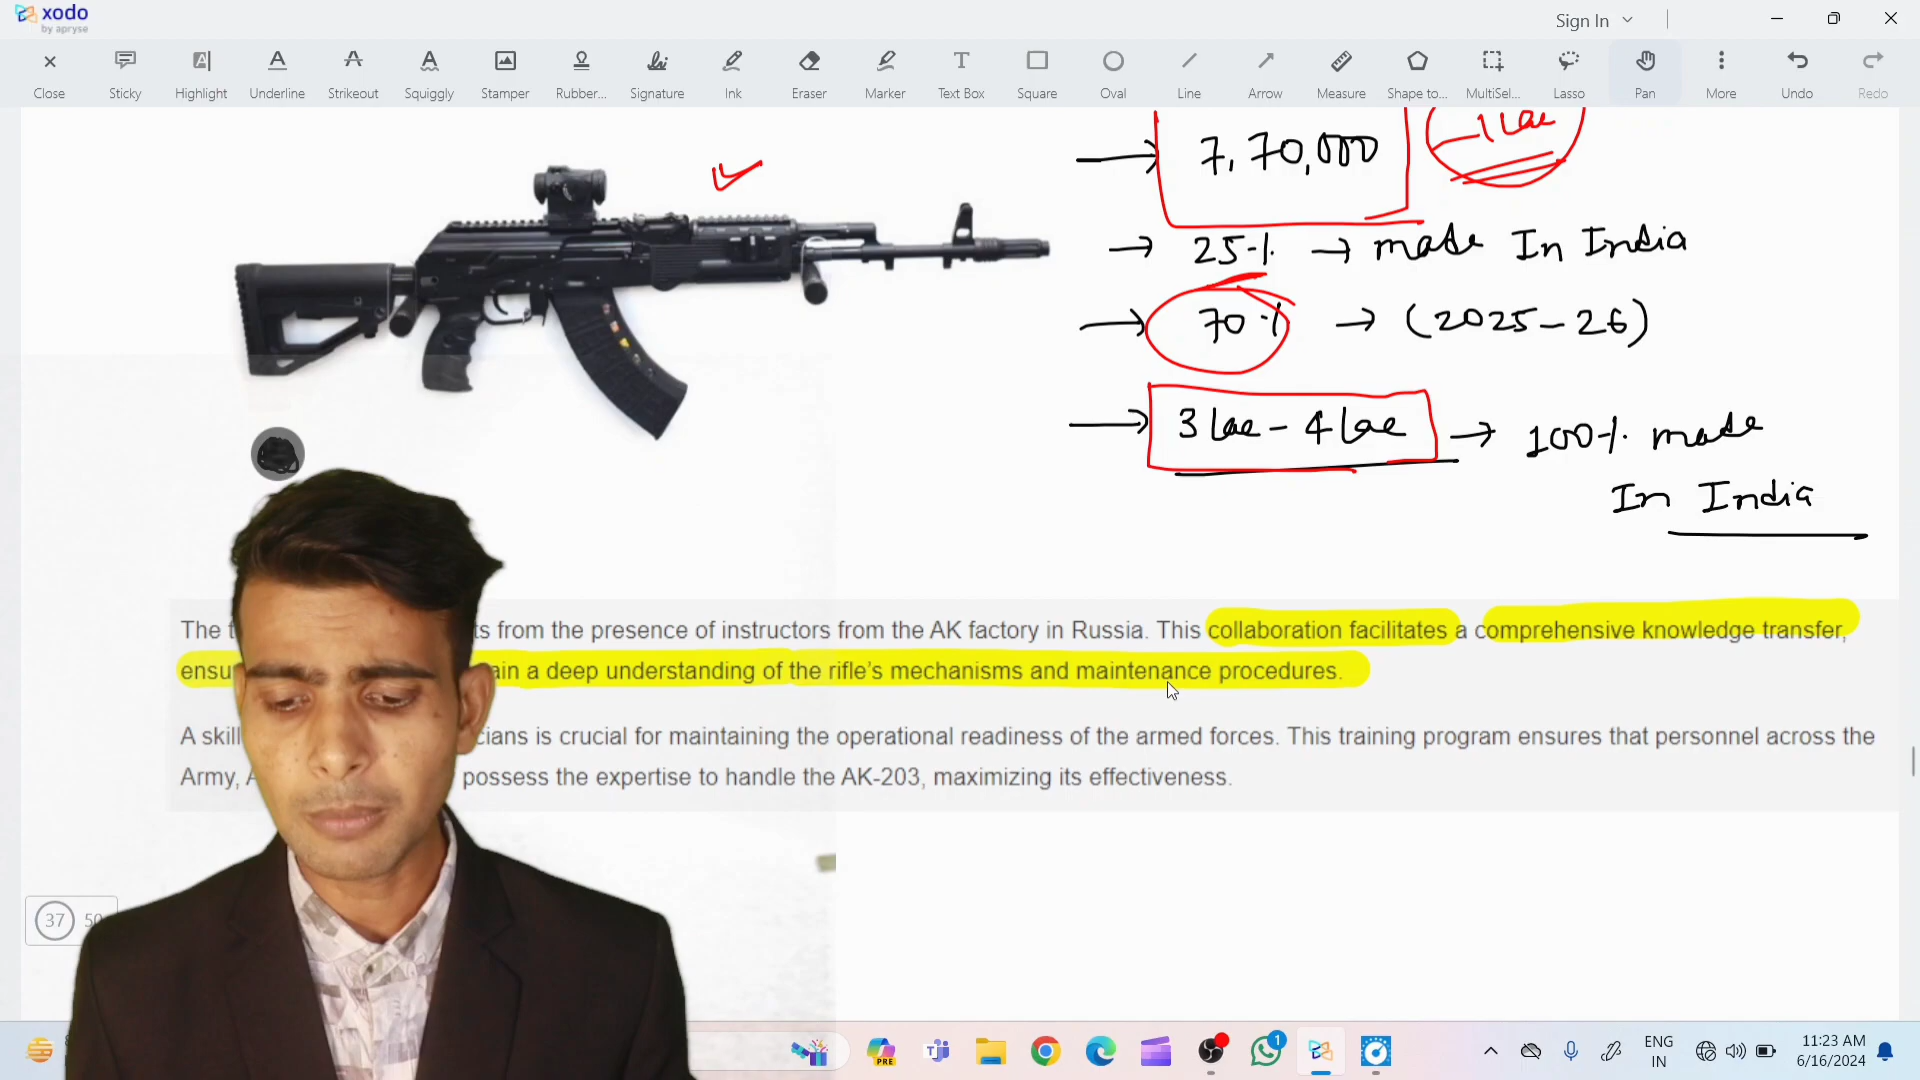 xodo
by apryse
Sign In
Close
Sticky
Highlight
Underline
Strikeout
Squiggly
Stamper
Rubber...
Signature
Ink
Eraser
Marker
Text Box
Square
Oval
Line
Arrow
Measure
Shape to...
MultiSel...
Lasso
Pan
More
Undo
Redo
7,70,000
25% → made In India
70% → (2025-26)
3 lac - 4 lac → 100% made
In India
The ts from the presence of instructors from the AK factory in Russia. This collaboration facilitates a comprehensive knowledge transfer,
ensu ain a deep understanding of the rifle's mechanisms and maintenance procedures.
A skill cians is crucial for maintaining the operational readiness of the armed forces. This training program ensures that personnel across the
Army, possess the expertise to handle the AK-203, maximizing its effectiveness.
37 50
PRE
1
ENG
IN
11:23 AM
6/16/2024